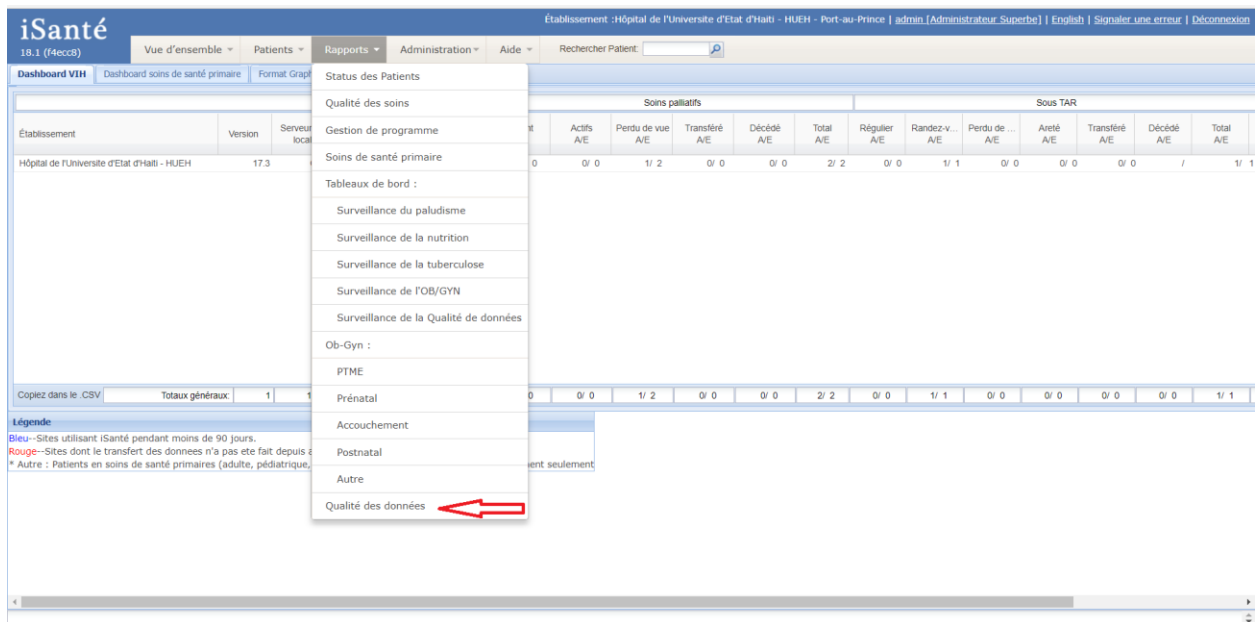 iSanté
18.1 (f4ecc8)
Établissement :Hôpital de l'Universite d'Etat d'Haiti - HUEH - Port-au-Prince | admin [Administrateur Superbe] | English | Signaler une erreur | Déconnexion
Vue d'ensemble Patients Rapports Administration Aide Rechercher Patient:
Dashboard VIH Dashboard soins de santé primaire Format Graph
Status des Patients
Qualité des soins
Gestion de programme
Soins de santé primaire
Tableaux de bord :
Surveillance du paludisme
Surveillance de la nutrition
Surveillance de la tuberculose
Surveillance de l'OB/GYN
Surveillance de la Qualité de données
Ob-Gyn :
PTME
Prénatal
Accouchement
Postnatal
Autre
Qualité des données
Soins palliatifs Sous TAR
Établissement Version Serveur local Actifs A/E Perdu de vue A/E Transféré A/E Décédé A/E Total A/E Régulier A/E Randez-v... A/E Perdu de ... A/E Areté A/E Transféré A/E Décédé A/E Total A/E
Hôpital de l'Universite d'Etat d'Haiti - HUEH 17.3 0 0/ 0 1/ 2 0/ 0 0/ 0 2/ 2 0/ 0 1/ 1 0/ 0 0/ 0 0/ 0 / 1/ 1
Copiez dans le .CSV Totaux généraux: 1 1 0 0/ 0 1/ 2 0/ 0 0/ 0 2/ 2 0/ 0 1/ 1 0/ 0 0/ 0 0/ 0 0/ 0 1/ 1
Légende
Bleu--Sites utilisant iSanté pendant moins de 90 jours.
Rouge--Sites dont le transfert des donnees n'a pas ete fait depuis
* Autre : Patients en soins de santé primaires (adulte, pédiatrique, ent seulement